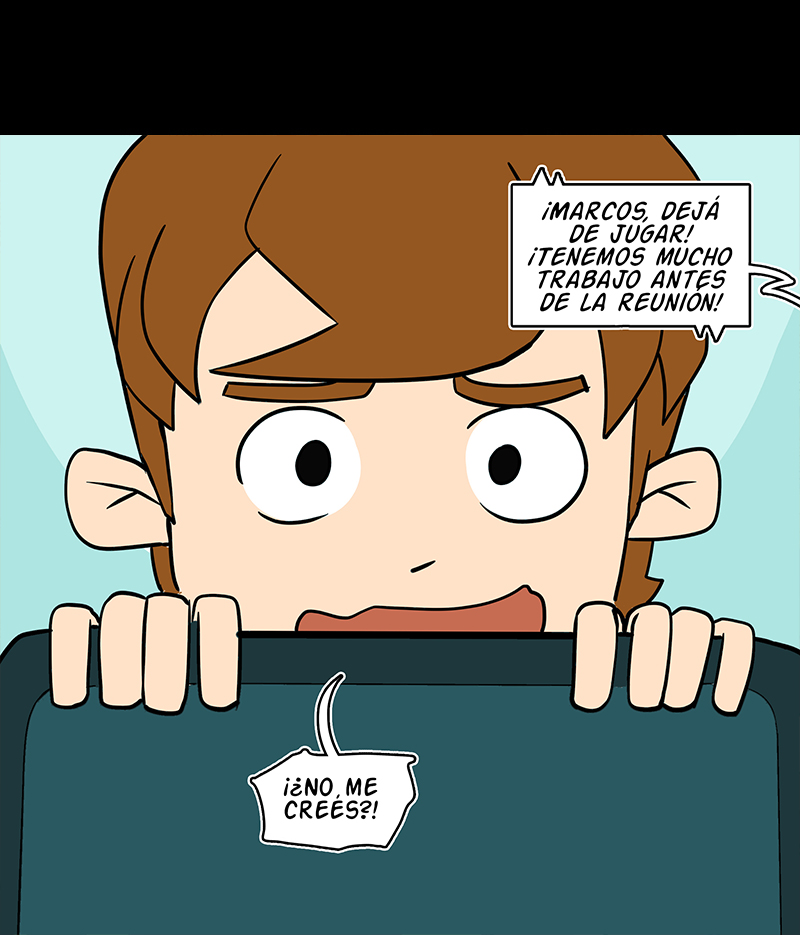 ¡MARCOS, DEJÁ
DE JUGAR!
¡TENEMOS MUCHO
TRABAJO ANTES
DE LA REUNIÓN!
¡¿NO ME
CREÉS?!